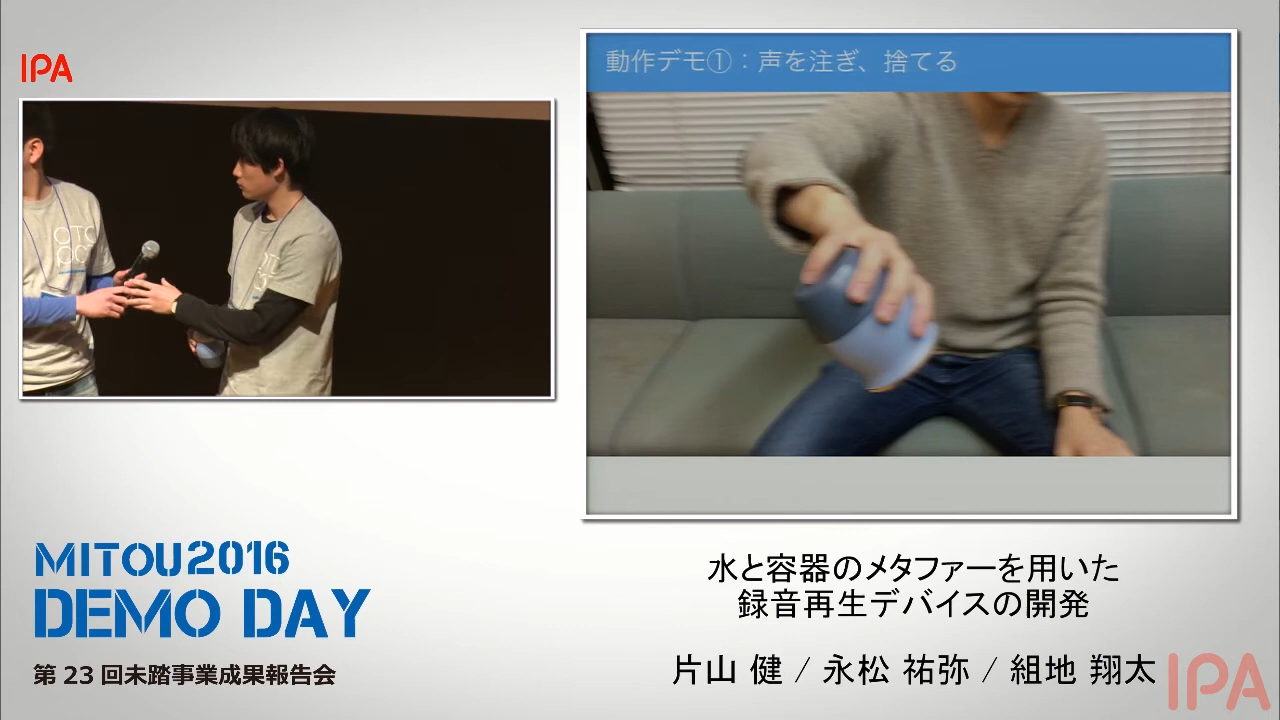 IPA
動作デモ①：声を注ぎ、捨てる
OTO
MITOU2016
DEMO DAY
第 23 回未踏事業成果報告会
水と容器のメタファーを用いた
録音再生デバイスの開発
片山 健 / 永松 祐弥 / 組地 翔太
IPA